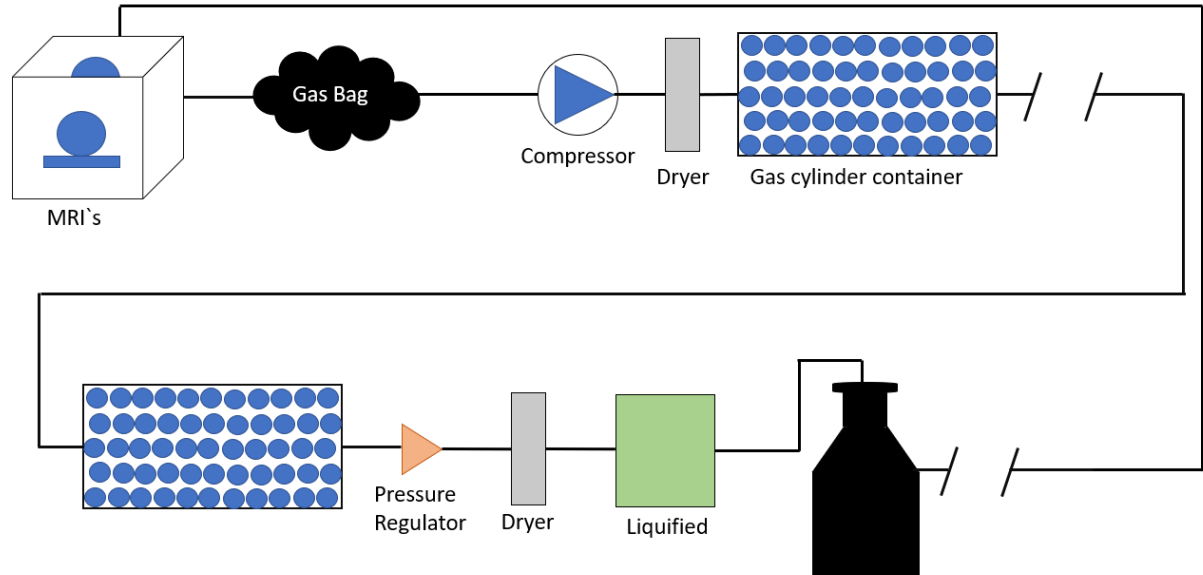 Gas Bag
MRI`s
Compressor
Dryer
Gas cylinder container
Pressure
Regulator
Dryer
Liquified